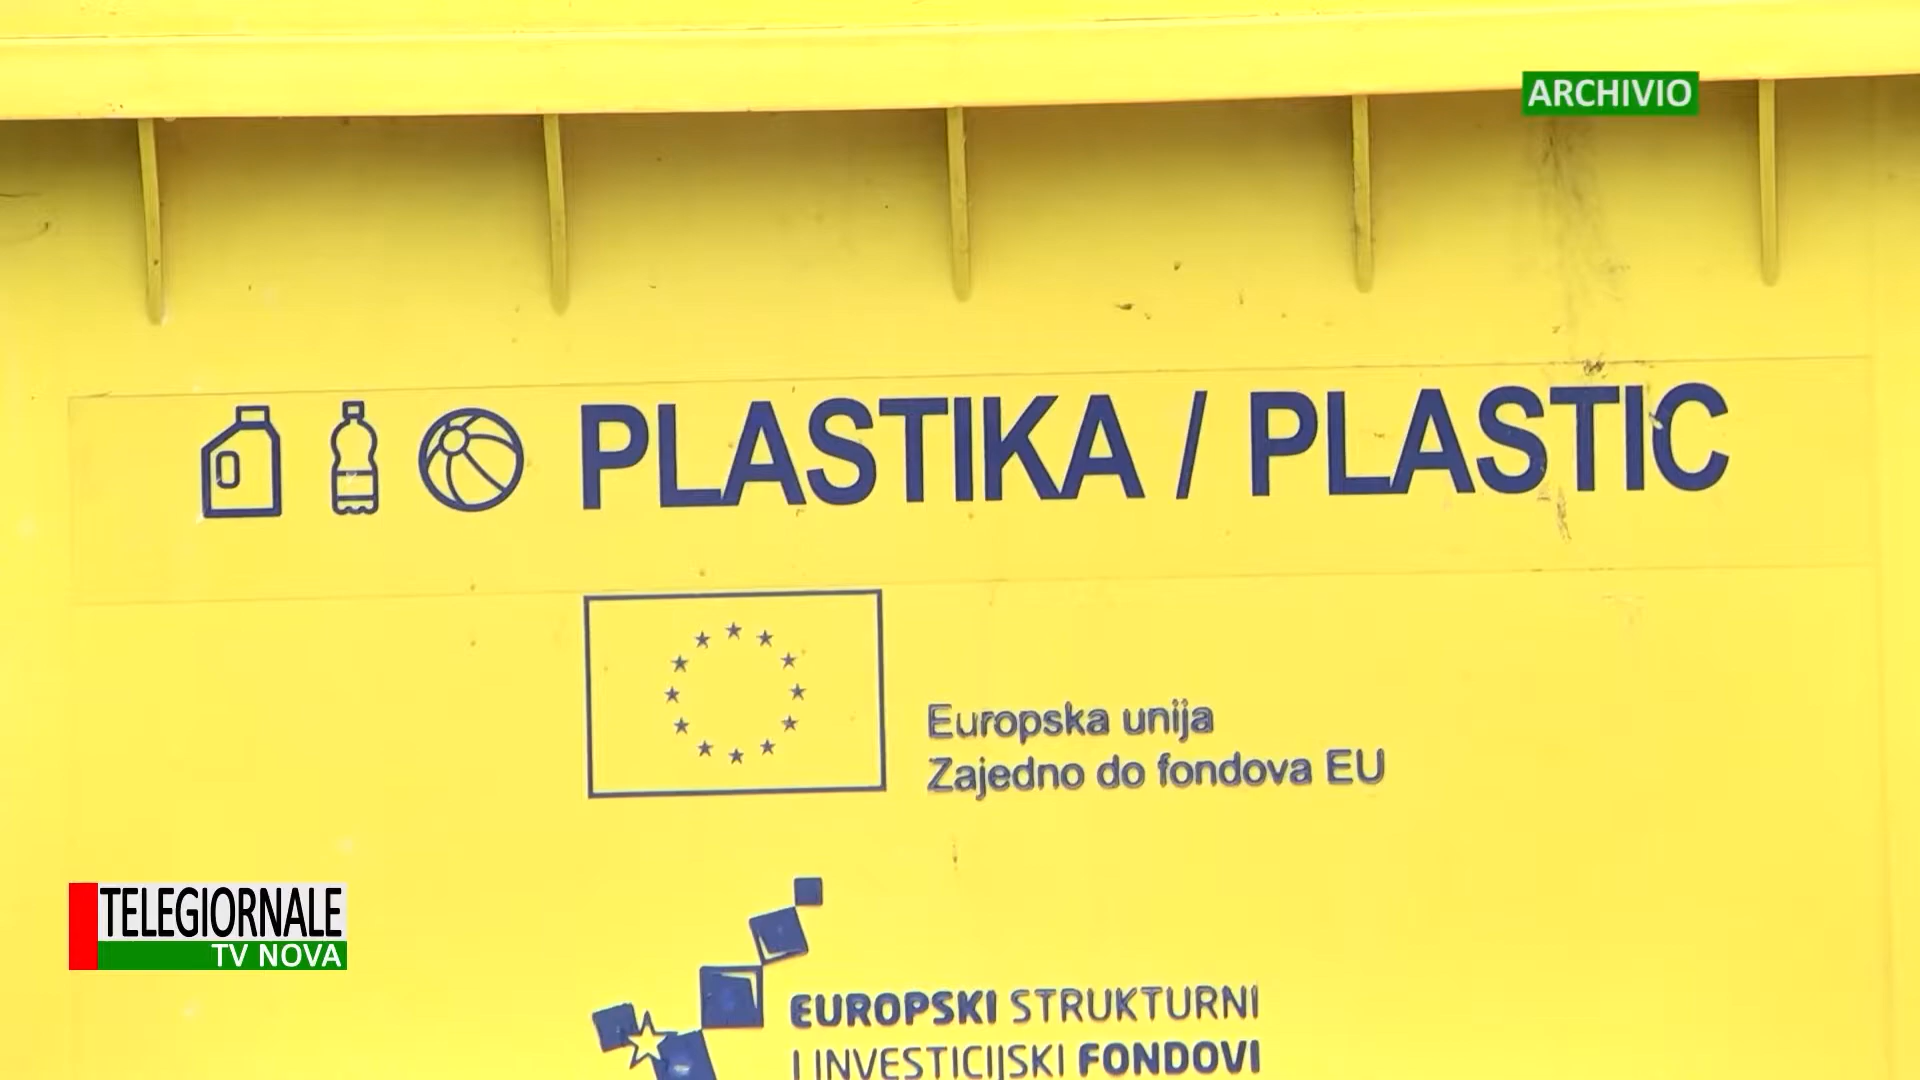 ARCHIVIO
PLASTIKA / PLASTIC
Europska unija
Zajedno do fondova EU
TELEGIORNALE
TV NOVA
EUROPSKI STRUKTURNI
I INVESTICIJSKI FONDOVI